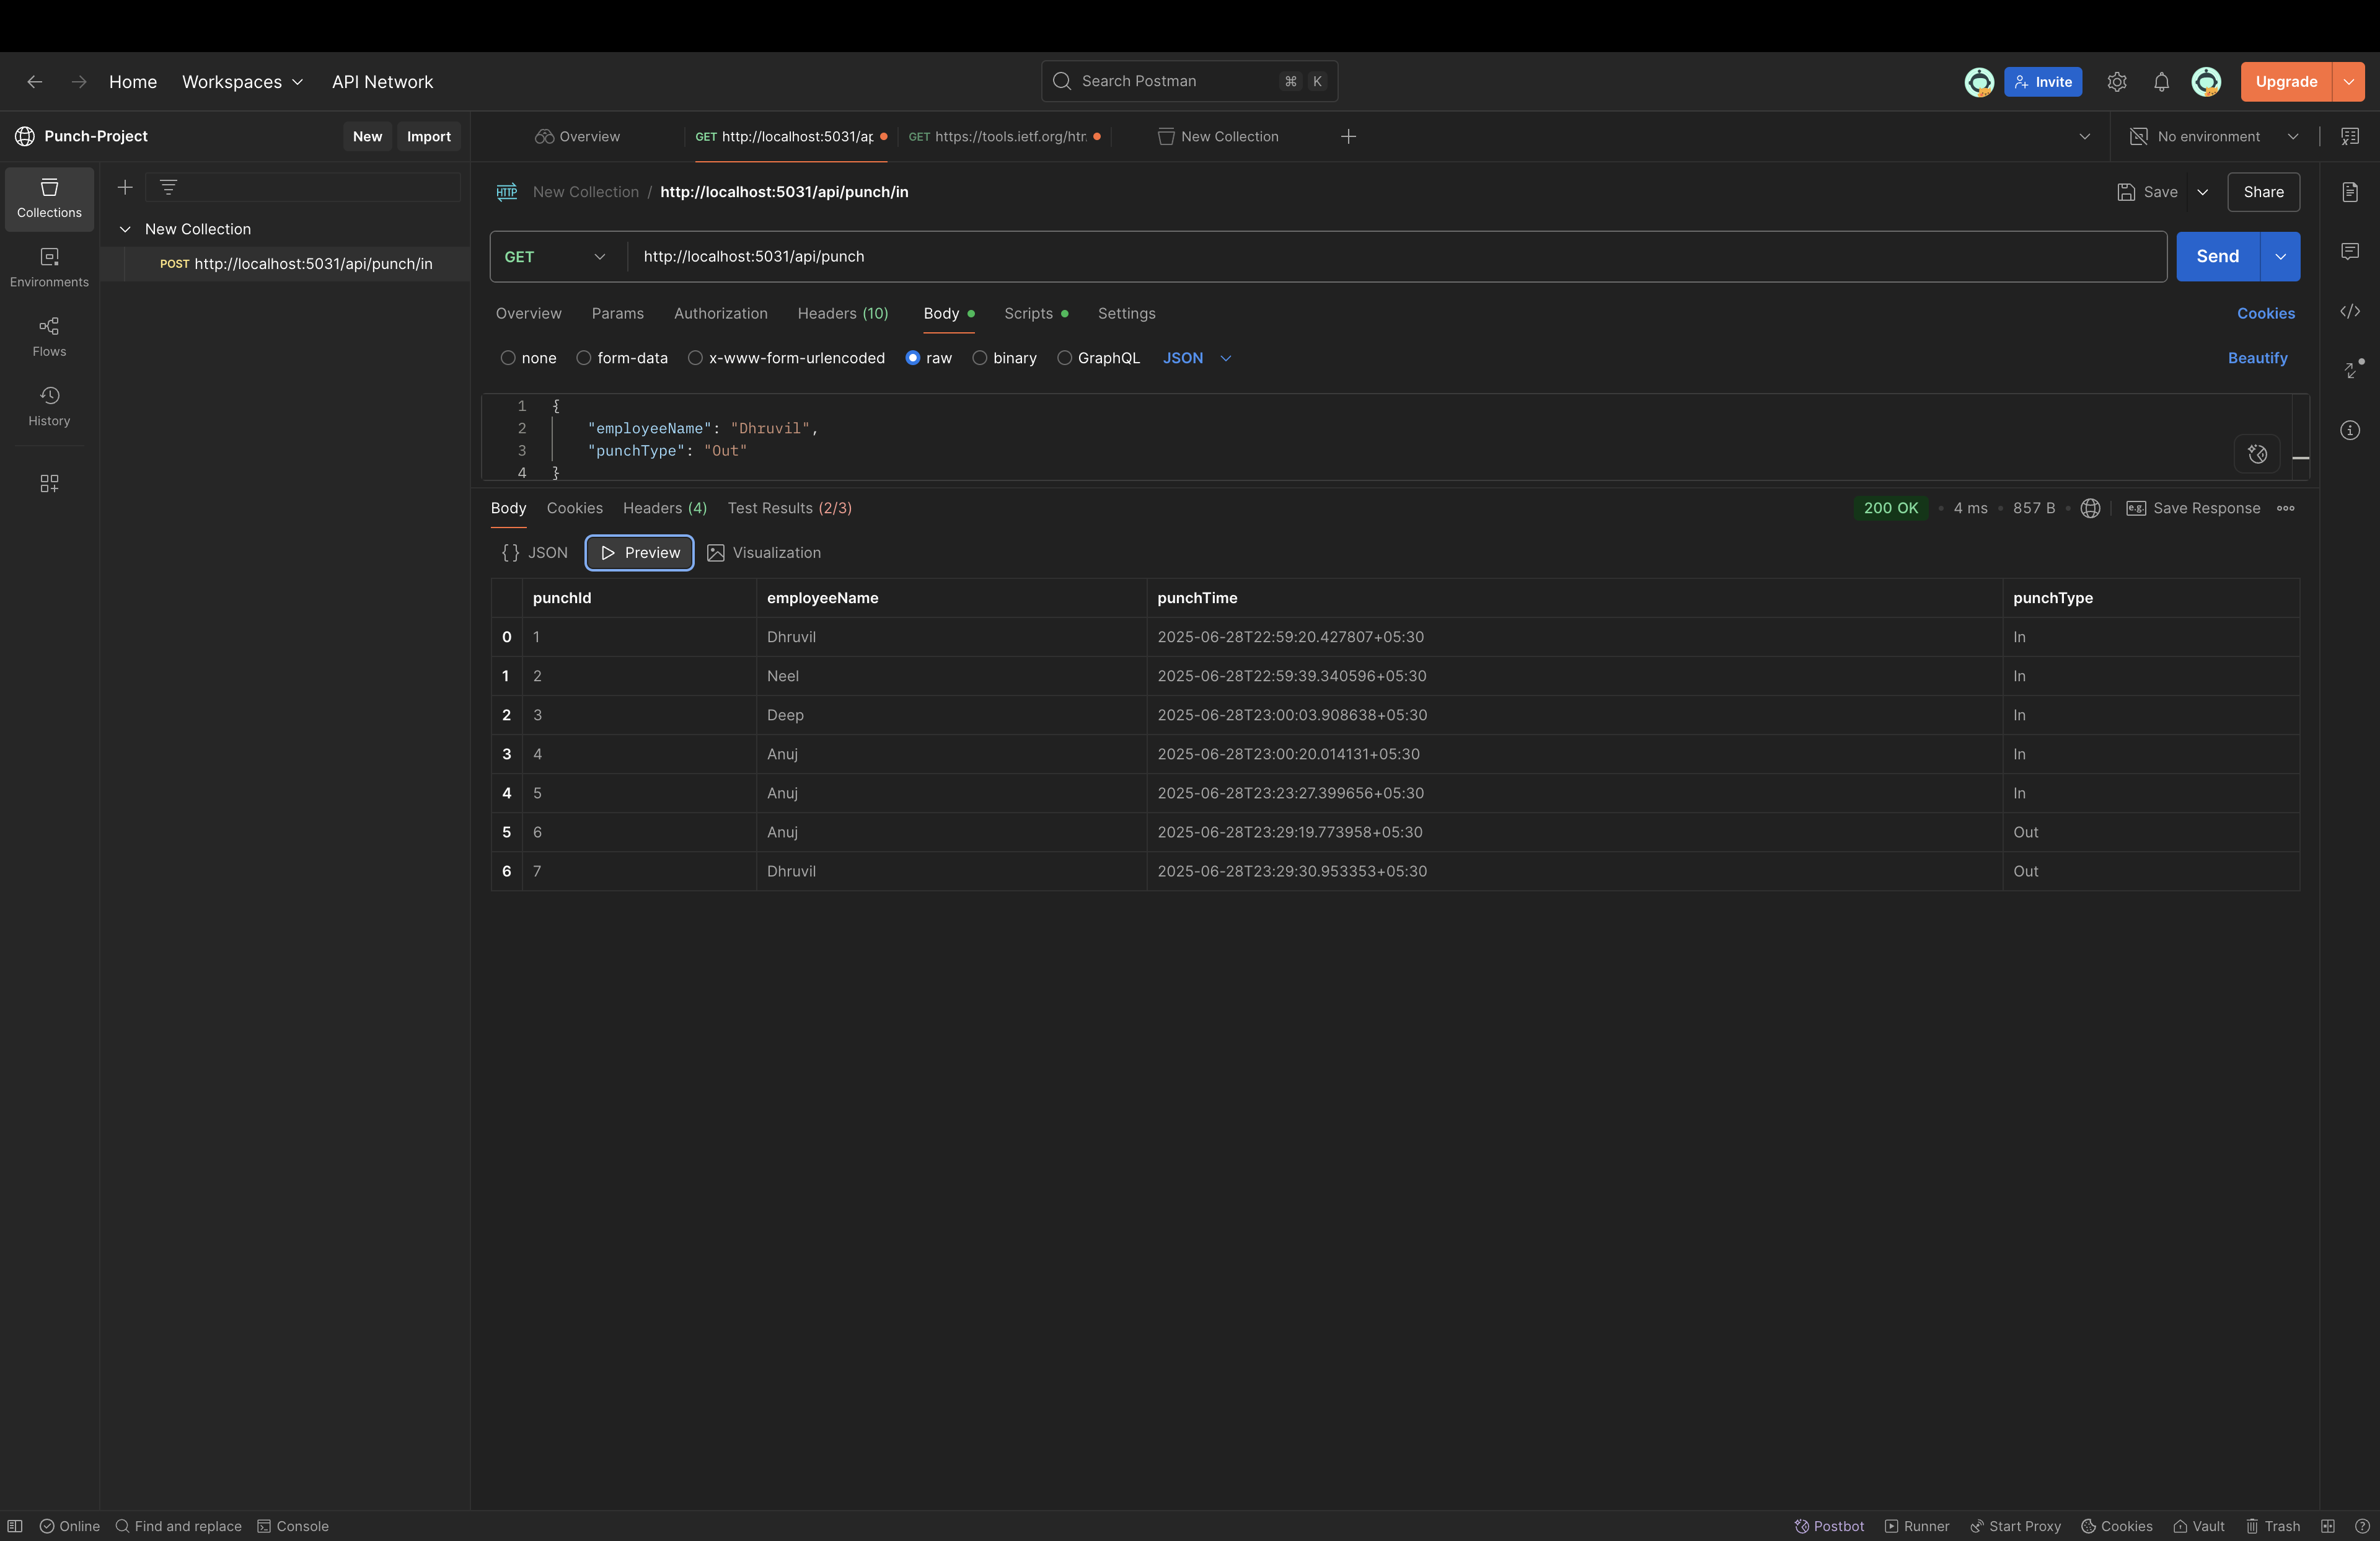 Home Workspaces API Network Search Postman ⌘ K Invite Upgrade
Punch-Project New Import Overview GET http://localhost:5031/ap GET https://tools.ietf.org/htr New Collection No environment
Collections
Environments
Flows
History
New Collection
POST http://localhost:5031/api/punch/in
HTTP New Collection / http://localhost:5031/api/punch/in Save Share
GET http://localhost:5031/api/punch Send
Overview Params Authorization Headers (10) Body Scripts Settings Cookies
none form-data x-www-form-urlencoded raw binary GraphQL JSON Beautify
1 {
2 "employeeName": "Dhruvil",
3 "punchType": "Out"
4 }
Body Cookies Headers (4) Test Results (2/3) 200 OK • 4 ms • 857 B • e.g. Save Response
{} JSON Preview Visualization
punchId employeeName punchTime punchType
0 1 Dhruvil 2025-06-28T22:59:20.427807+05:30 In
1 2 Neel 2025-06-28T22:59:39.340596+05:30 In
2 3 Deep 2025-06-28T23:00:03.908638+05:30 In
3 4 Anuj 2025-06-28T23:00:20.014131+05:30 In
4 5 Anuj 2025-06-28T23:23:27.399656+05:30 In
5 6 Anuj 2025-06-28T23:29:19.773958+05:30 Out
6 7 Dhruvil 2025-06-28T23:29:30.953353+05:30 Out
Online Find and replace Console Postbot Runner Start Proxy Cookies Vault Trash